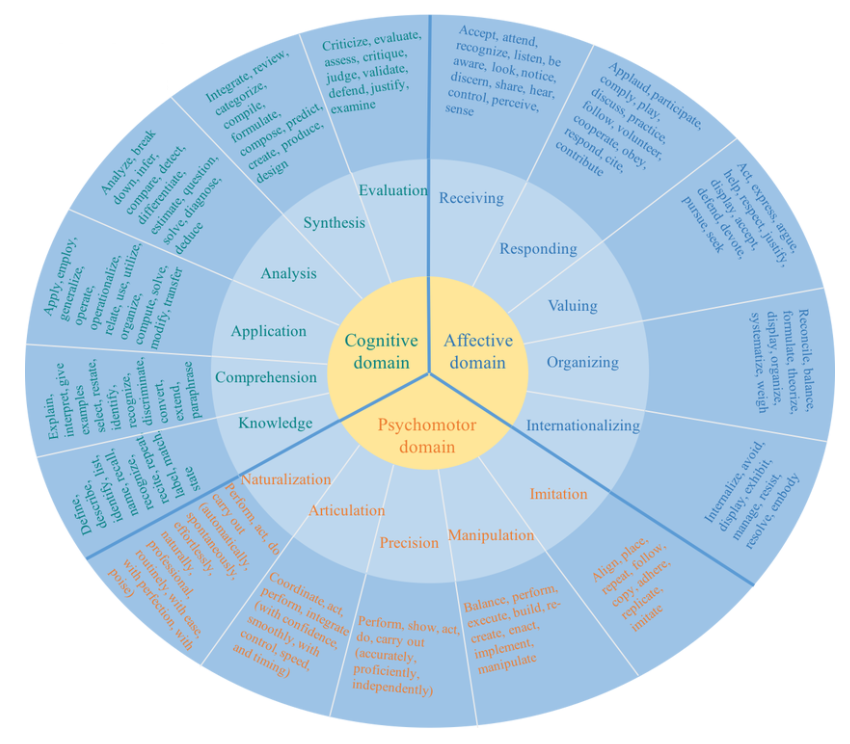 Cognitive
domain
Affective
domain
Psychomotor
domain
Evaluation
Synthesis
Analysis
Application
Comprehension
Knowledge
Receiving
Responding
Valuing
Organizing
Internationalizing
Imitation
Manipulation
Precision
Articulation
Naturalization
Criticize, evaluate,
assess, critique,
judge, validate,
defend, justify,
examine
Integrate, review,
categorize,
compile,
formulate,
compose, predict,
create, produce,
design
Analyze, break
down, infer,
compare, detect,
differentiate,
estimate, question,
solve, diagnose,
deduce
Apply, employ,
generalize,
operate,
operationalize,
relate, use, utilize,
organize,
compute, solve,
modify, transfer
Explain,
interpret, give
examples
select, restate,
identify,
recognize,
discriminate,
convert,
extend,
paraphrase
Define,
describe,
identify, list,
name, recall,
recognize,
recite, repeat
label, match
state
Accept, attend,
recognize, listen, be
aware, look, notice,
discern, share, hear,
control, perceive,
sense
Applaud, participate,
comply, play,
discuss, practice,
follow, volunteer,
cooperate, obey,
respond, cite,
contribute
Act, express, argue,
help, respect, justify,
display, accept,
defend, devote,
pursue, seek
Reconcile, balance,
formulate, theorize,
display, organize,
systematize, weigh
Internalize, avoid,
display, exhibit,
manage, resist,
resolve, embody
Align, place,
repeat, follow,
copy, adhere,
replicate,
imitate
Balance, perform,
execute, build, re-
create, enact,
implement,
manipulate
Perform, show, act,
do, carry out
(accurately,
proficiently,
independently)
Coordinate, act,
perform, integrate
(with confidence,
smoothly, with
control, speed,
and timing)
Perform, act, do
carry out
(automatically,
spontaneously,
effortlessly,
naturally,
professional,
routinely, with ease,
with perfection, with
poise)